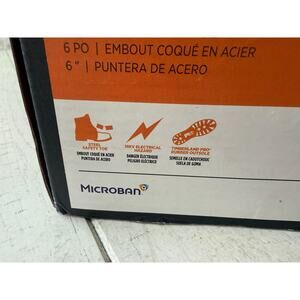 6 PO | EMBOUT COQUÉ EN ACIER
6" | PUNTERA DE ACERO
STEEL
SAFETY TOE
EMBOUT COQUÉ EN ACIER
PUNTERA DE ACERO
35KV ELECTRICAL
HAZARD
DANGER ÉLECTRIQUE
PELIGRO ELÉCTRICO
TIMBERLAND PRO®
RUBBER OUTSOLE
SEMELLE EN CAOUTCHOUC
SUELA DE GOMA
MICROBAN